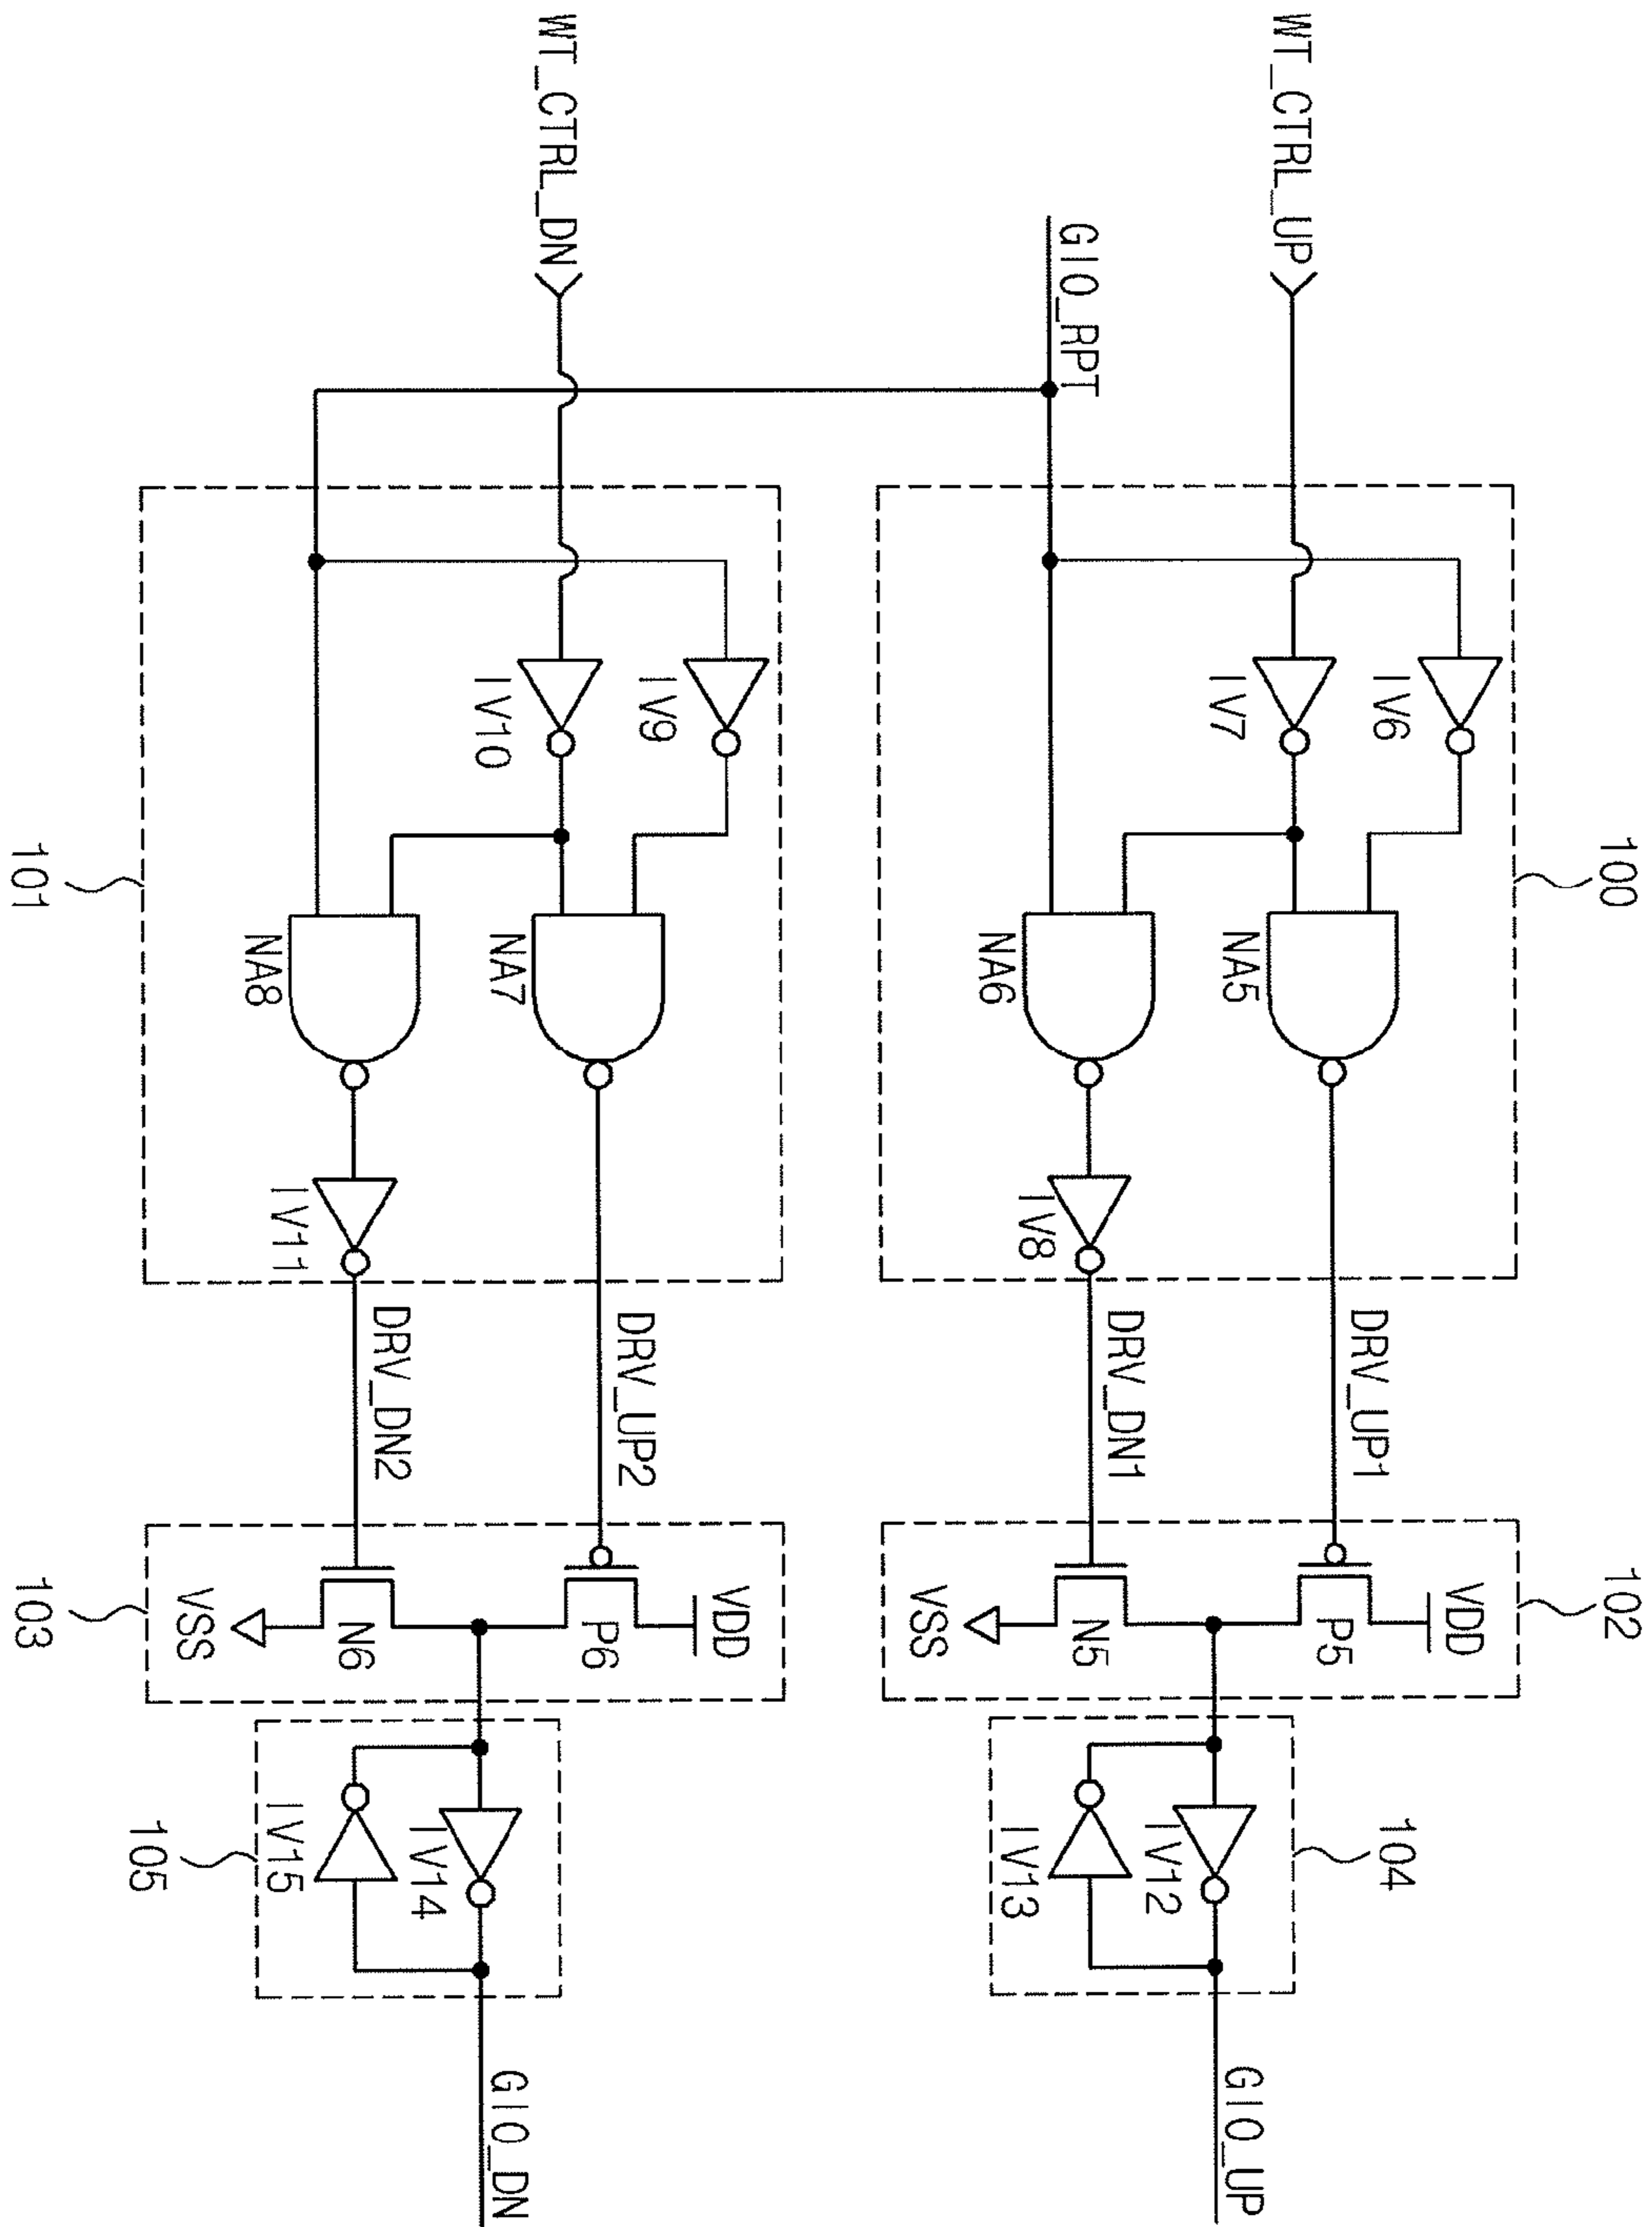 WT_CTRL_UP
GIO_RPT
WT_CTRL_DN
100
IV6
IV7
NA5
NA6
IV8
DRV_UP1
DRV_DN1
102
VDD
P5
N5
VSS
104
IV12
IV13
GIO_UP
101
IV9
IV10
NA7
NA8
IV11
DRV_UP2
DRV_DN2
103
VDD
P6
N6
VSS
105
IV14
IV15
GIO_DN